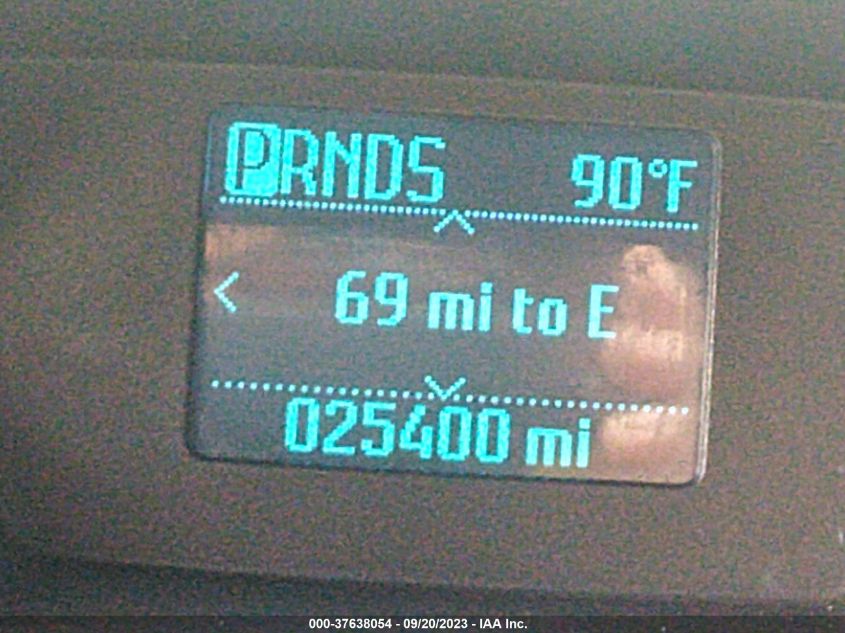 PRNDS 90°F
69 mi to E
025400 mi
000-37638054 - 09/20/2023 - IAA Inc.